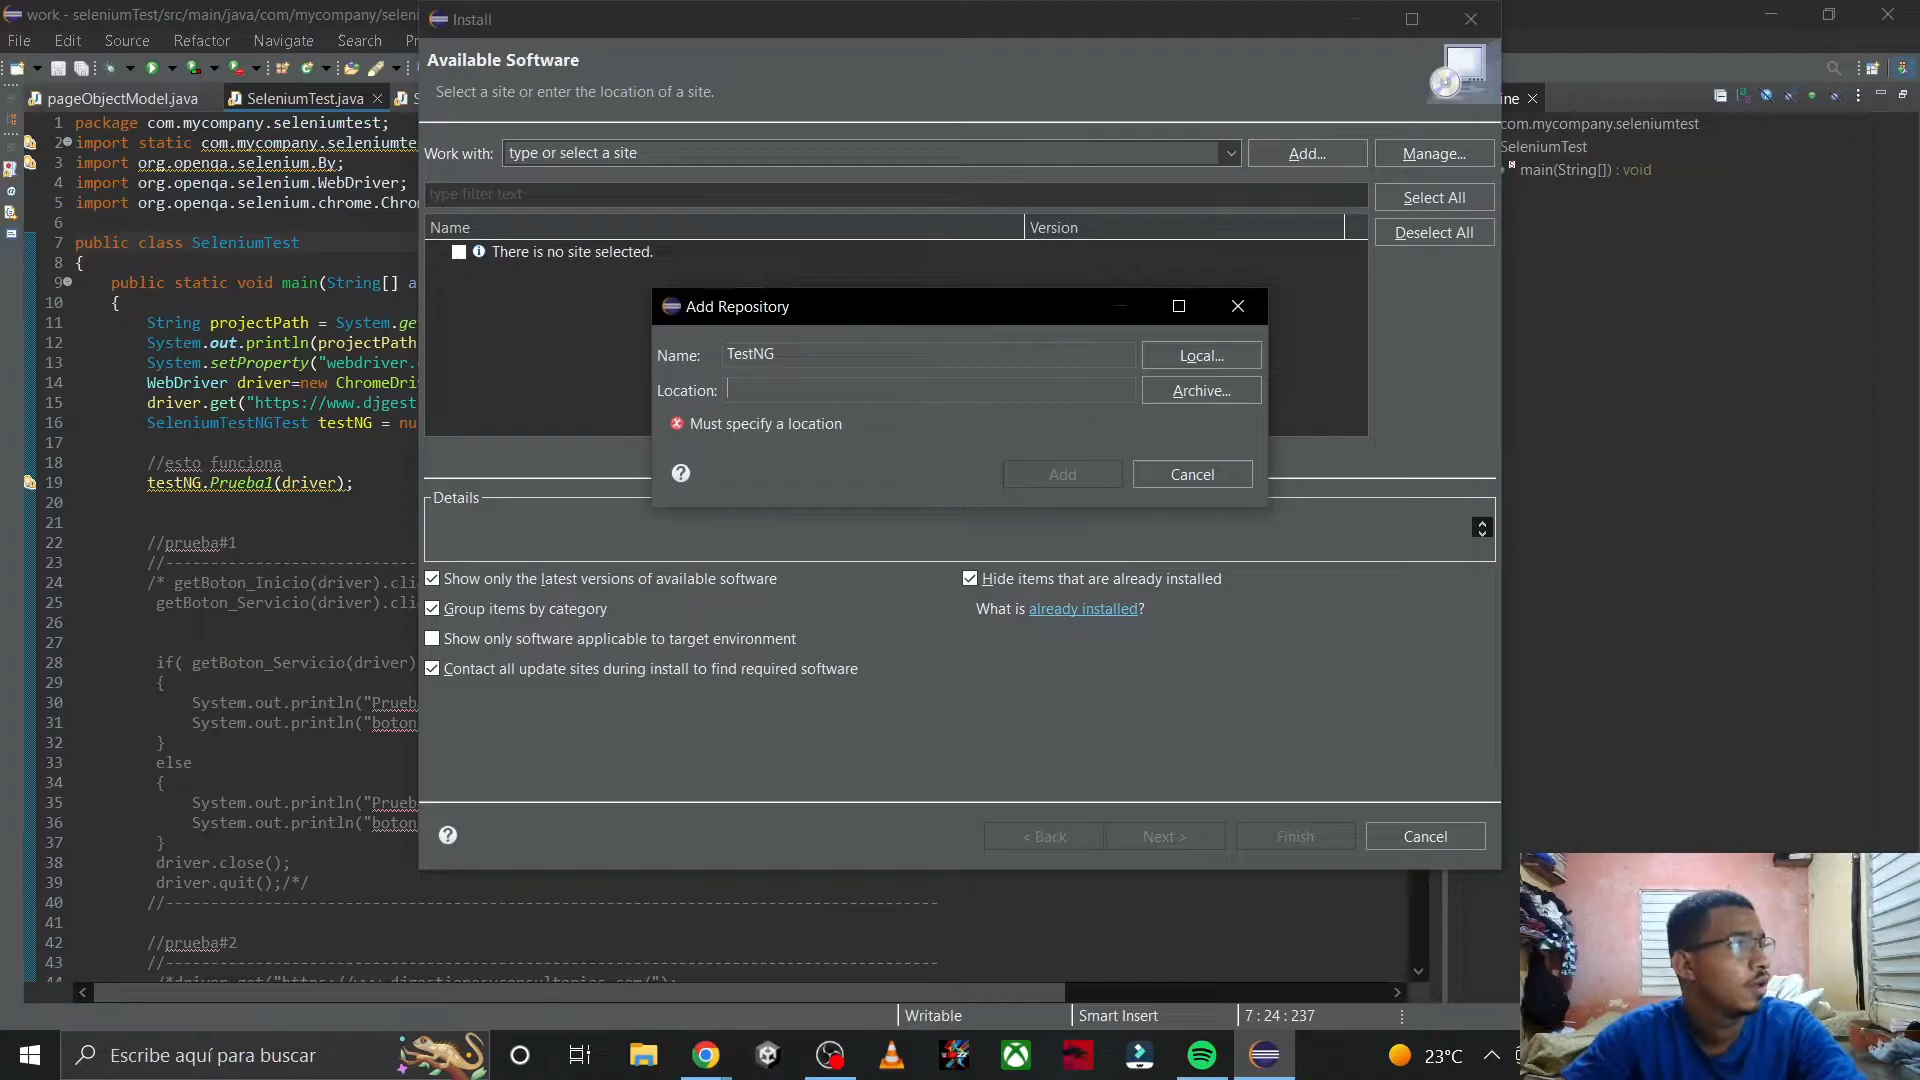 work - seleniumTest/src/main/java/com/mycompany/seleni
File Edit Source Refactor Navigate Search Pr
pageObjectModel.java
SeleniumTest.java
1 package com.mycompany.seleniumtest;
2 import static com.mycompany.seleniumte
3 import org.openqa.selenium.By;
4 import org.openqa.selenium.WebDriver;
5 import org.openqa.selenium.chrome.Chro
6
7 public class SeleniumTest
8 {
9 public static void main(String[] a
10 {
11 String projectPath = System.ge
12 System.out.println(projectPath
13 System.setProperty("webdriver.
14 WebDriver driver=new ChromeDri
15 driver.get("https://www.djgest
16 SeleniumTestNGTest testNG = nu
17
18 //esto funciona
19 testNG.Prueba1(driver);
20
21
22 //prueba#1
23 //-----------------------------
24 /* getBoton_Inicio(driver).cli
25 getBoton_Servicio(driver).cli
26
27
28 if( getBoton_Servicio(driver)
29 {
30 System.out.println("Prueb
31 System.out.println("boton
32 }
33 else
34 {
35 System.out.println("Prueb
36 System.out.println("boton
37 }
38 driver.close();
39 driver.quit();/*/
40 //--------------------------------------------------------------------------------------
41
42 //prueba#2
43 //--------------------------------------------------------------------------------------
Install
Available Software
Select a site or enter the location of a site.
Work with: type or select a site Add... Manage...
type filter text
Select All
Name Version
Deselect All
There is no site selected.
Add Repository
Name: TestNG Local...
Location: Archive...
Must specify a location
Add Cancel
Details
Show only the latest versions of available software
Hide items that are already installed
Group items by category
What is already installed?
Show only software applicable to target environment
Contact all update sites during install to find required software
< Back Next > Finish Cancel
ine
com.mycompany.seleniumtest
SeleniumTest
main(String[]) : void
Writable Smart Insert 7 : 24 : 237
Escribe aquí para buscar
23°C